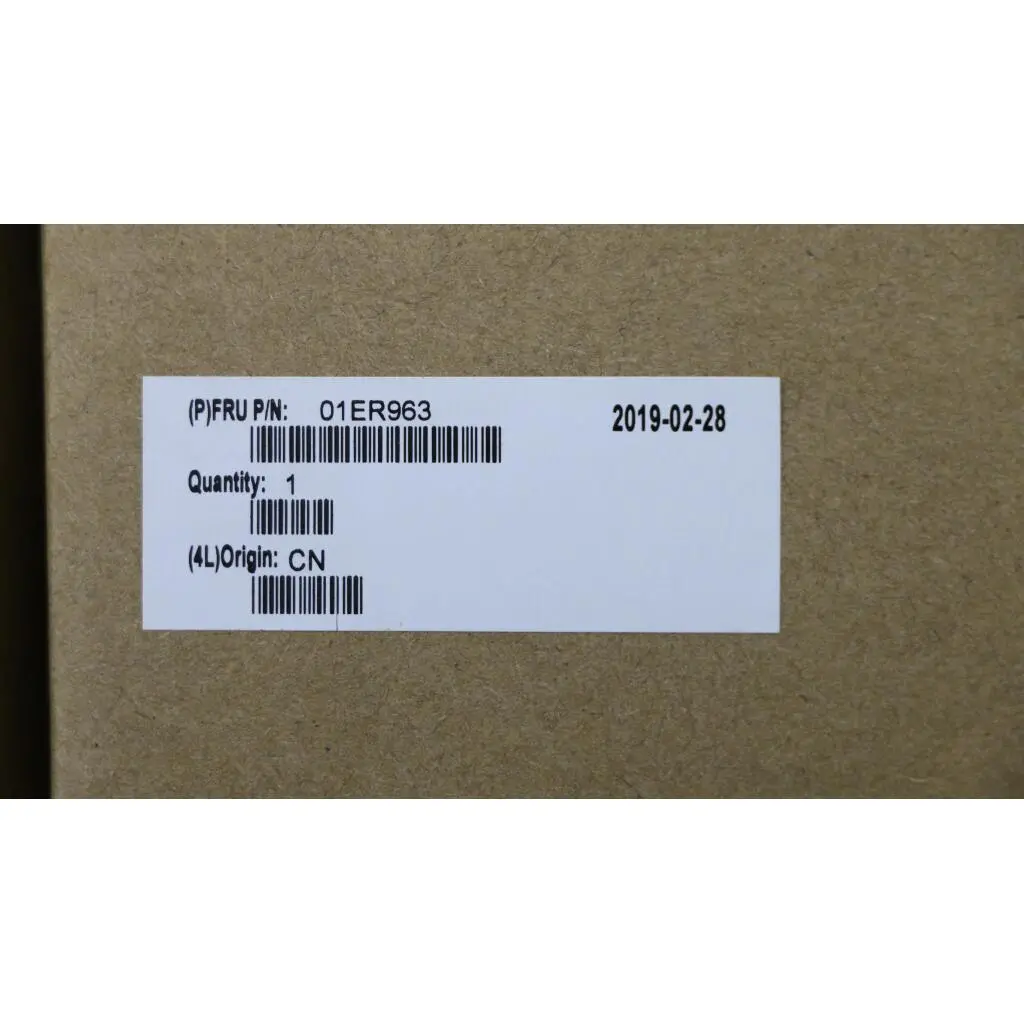 (P)FRU P/N: 01ER963 2019-02-28
Quantity: 1
(4L)Origin: CN